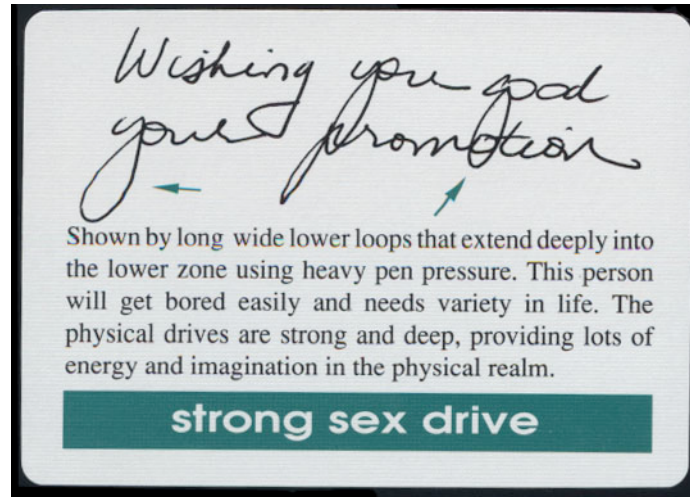 Wishing you good
your promotion
Shown by long wide lower loops that extend deeply into
the lower zone using heavy pen pressure. This person
will get bored easily and needs variety in life. The
physical drives are strong and deep, providing lots of
energy and imagination in the physical realm.
strong sex drive